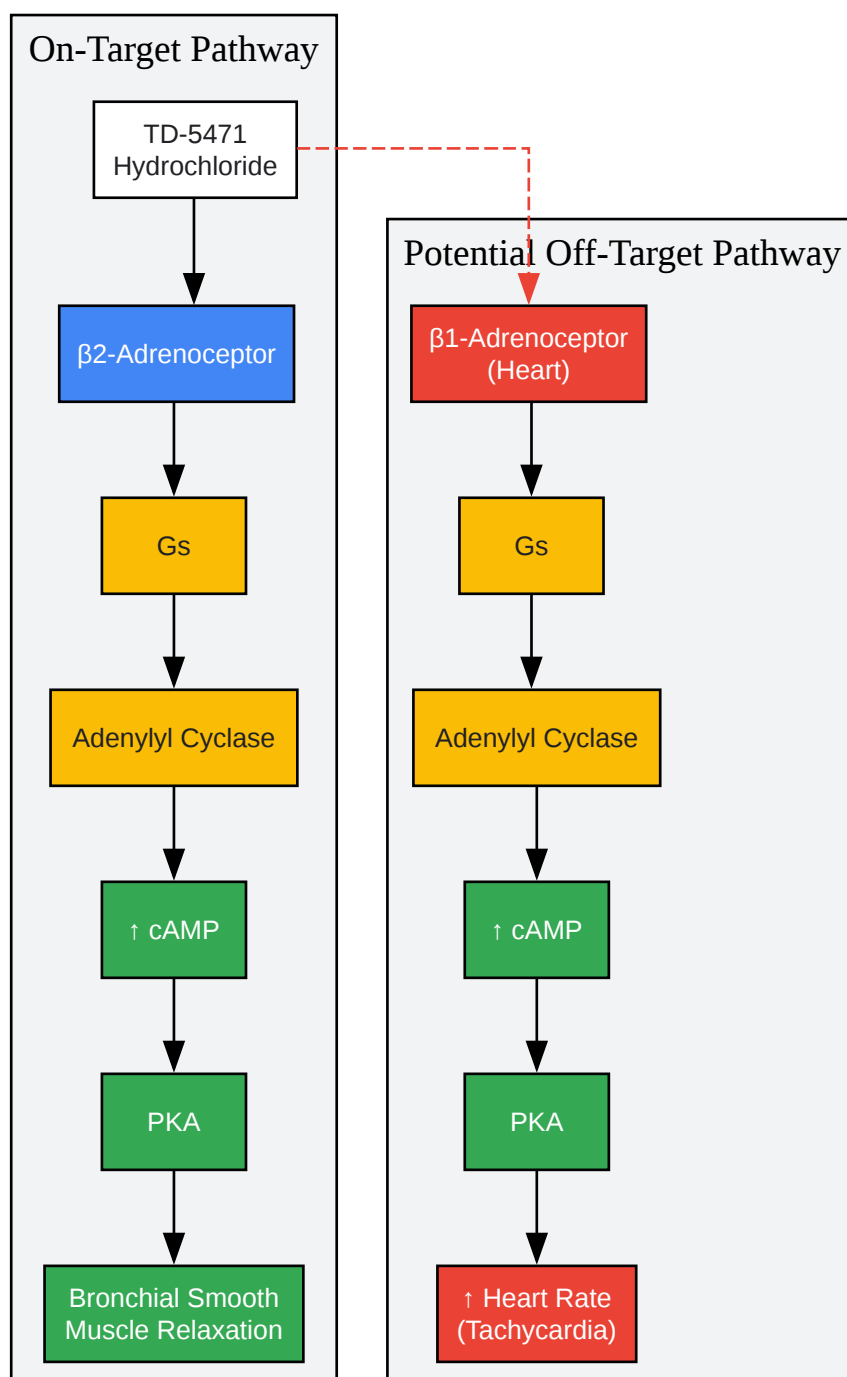 On-Target Pathway
TD-5471
Hydrochloride
β2-Adrenoceptor
Gs
Adenylyl Cyclase
↑ cAMP
PKA
Bronchial Smooth
Muscle Relaxation
Potential Off-Target Pathway
β1-Adrenoceptor
(Heart)
Gs
Adenylyl Cyclase
↑ cAMP
PKA
↑ Heart Rate
(Tachycardia)